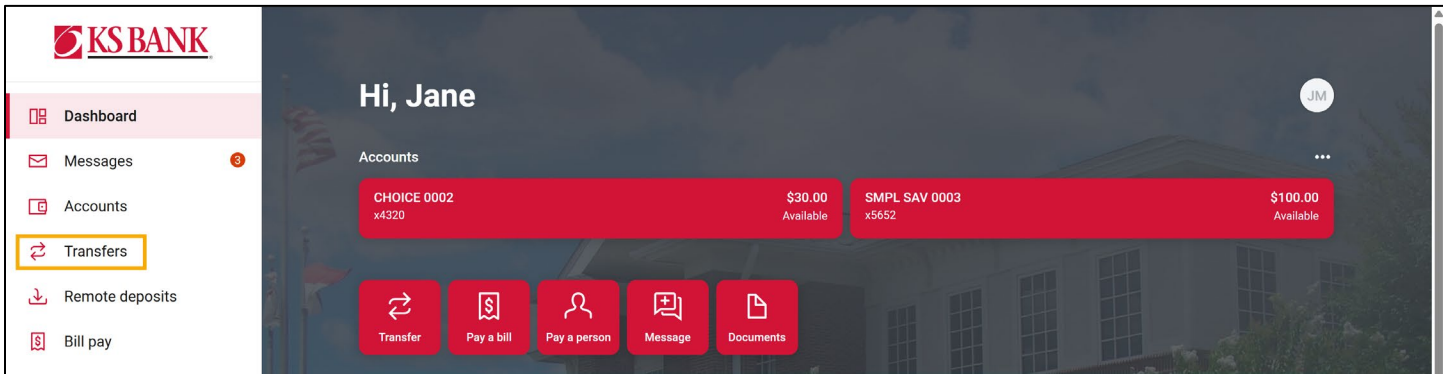 KS BANK
Dashboard
Messages 3
Accounts
Transfers
Remote deposits
Bill pay
Hi, Jane
JM
Accounts
CHOICE 0002 $30.00
x4320 Available
SMPL SAV 0003 $100.00
x5652 Available
Transfer
Pay a bill
Pay a person
Message
Documents